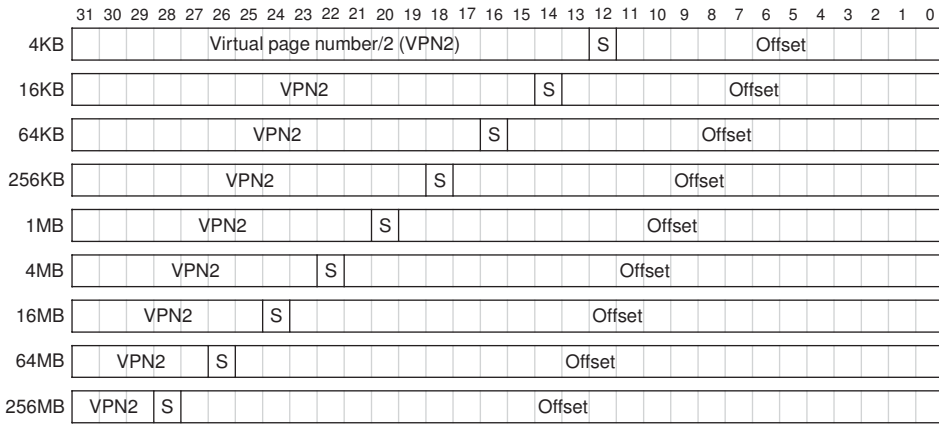 31 30 29 28 27 26 25 24 23 22 21 20 19 18 17 16 15 14 13 12 11 10 9 8 7 6 5 4 3 2 1 0
4KB Virtual page number/2 (VPN2) S Offset
16KB VPN2 S Offset
64KB VPN2 S Offset
256KB VPN2 S Offset
1MB VPN2 S Offset
4MB VPN2 S Offset
16MB VPN2 S Offset
64MB VPN2 S Offset
256MB VPN2 S Offset